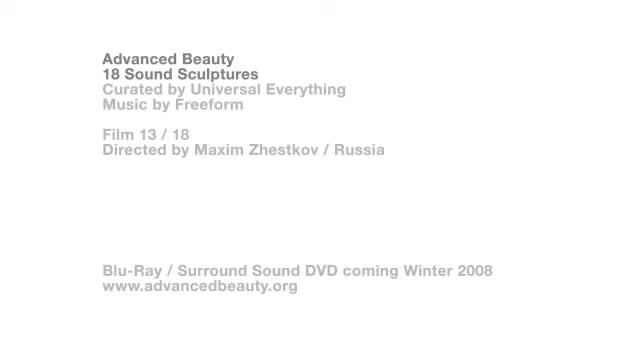 Advanced Beauty
18 Sound Sculptures
Curated by Universal Everything
Music by Freeform
Film 13 / 18
Directed by Maxim Zhestkov / Russia
Blu-Ray / Surround Sound DVD coming Winter 2008
www.advancedbeauty.org